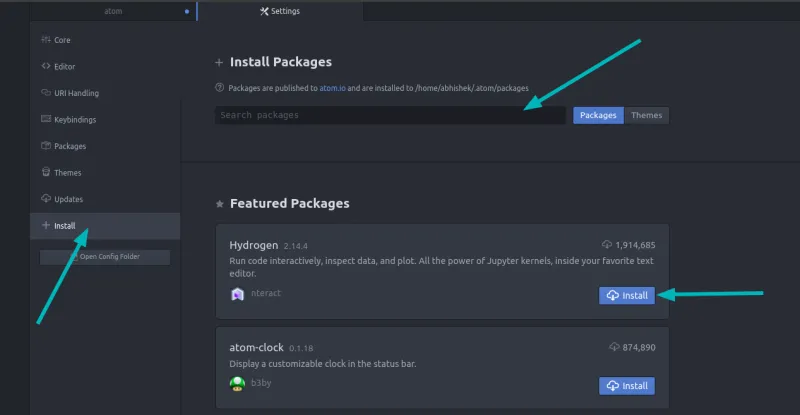 atom
Settings
Core
Editor
URI Handling
Keybindings
Packages
Themes
Updates
Install
Open Config Folder
Install Packages
Packages are published to atom.io and are installed to /home/abhishek/.atom/packages
Search packages
Packages Themes
Featured Packages
Hydrogen 2.14.4 1,914,685
Run code interactively, inspect data, and plot. All the power of Jupyter kernels, inside your favorite text
editor.
nteract Install
atom-clock 0.1.18 874,890
Display a customizable clock in the status bar.
b3by Install